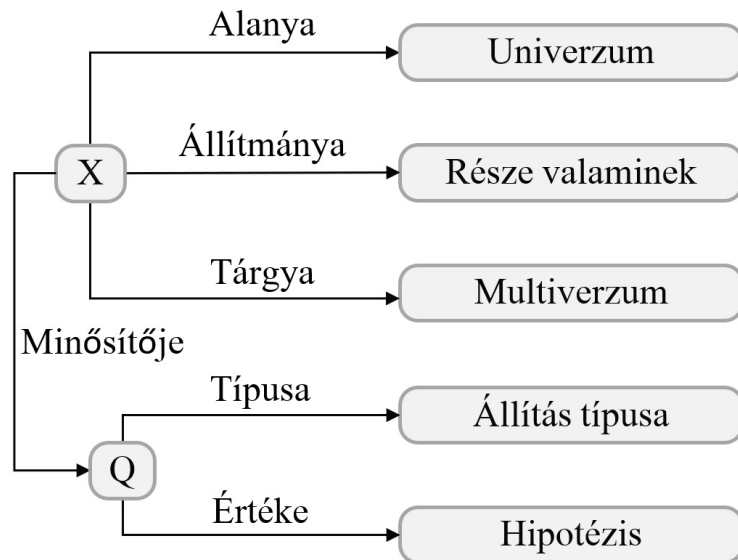 Alanya
Univerzum
X
Állítmánya
Része valaminek
Tárgya
Multiverzum
Minősítője
Típusa
Állítás típusa
Q
Értéke
Hipotézis